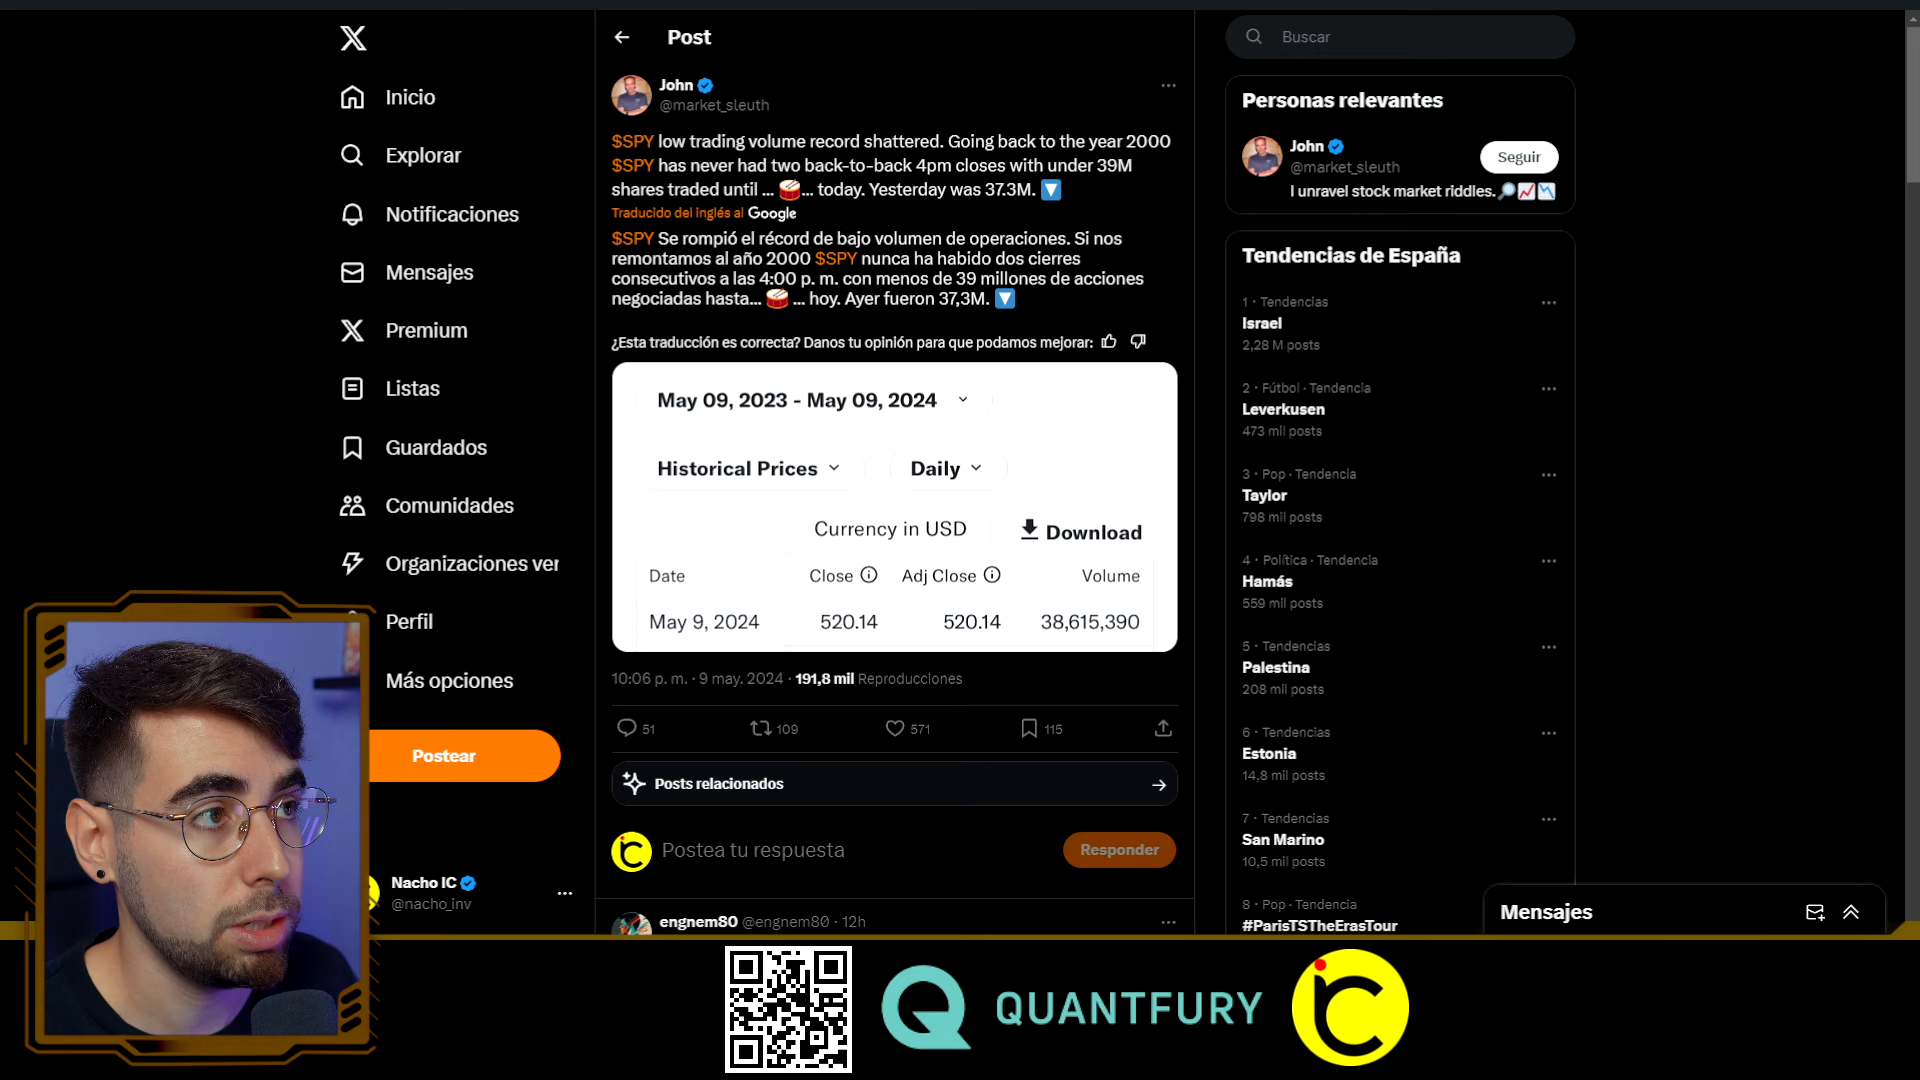 Inicio
Explorar
Notificaciones
Mensajes
Premium
Listas
Guardados
Comunidades
Organizaciones ver
Perfil
Más opciones
Postear
Nacho IC
@nacho_inv
Post
John
@market_sleuth
$SPY low trading volume record shattered. Going back to the year 2000
$SPY has never had two back-to-back 4pm closes with under 39M
shares traded until ... 🥁... today. Yesterday was 37.3M. 🔽
Traducido del inglés al Google
$SPY Se rompió el récord de bajo volumen de operaciones. Si nos
remontamos al año 2000 $SPY nunca ha habido dos cierres
consecutivos a las 4:00 p. m. con menos de 39 millones de acciones
negociadas hasta... 🥁 ... hoy. Ayer fueron 37,3M. 🔽
¿Esta traducción es correcta? Danos tu opinión para que podamos mejorar:
May 09, 2023 - May 09, 2024
Historical Prices Daily
Currency in USD Download
Date Close Adj Close Volume
May 9, 2024 520.14 520.14 38,615,390
10:06 p. m. · 9 may. 2024 · 191,8 mil Reproducciones
51 109 571 115
Posts relacionados
Postea tu respuesta
Responder
engnem80 @engnem80 · 12h
Buscar
Personas relevantes
John
@market_sleuth
Seguir
I unravel stock market riddles.🔎📈📉
Tendencias de España
1 · Tendencias
Israel
2,28 M posts
2 · Fútbol · Tendencia
Leverkusen
473 mil posts
3 · Pop · Tendencia
Taylor
798 mil posts
4 · Política · Tendencia
Hamás
559 mil posts
5 · Tendencias
Palestina
208 mil posts
6 · Tendencias
Estonia
14,8 mil posts
7 · Tendencias
San Marino
10,5 mil posts
8 · Pop · Tendencia
#ParisTSTheErasTour
Mensajes
QUANTFURY